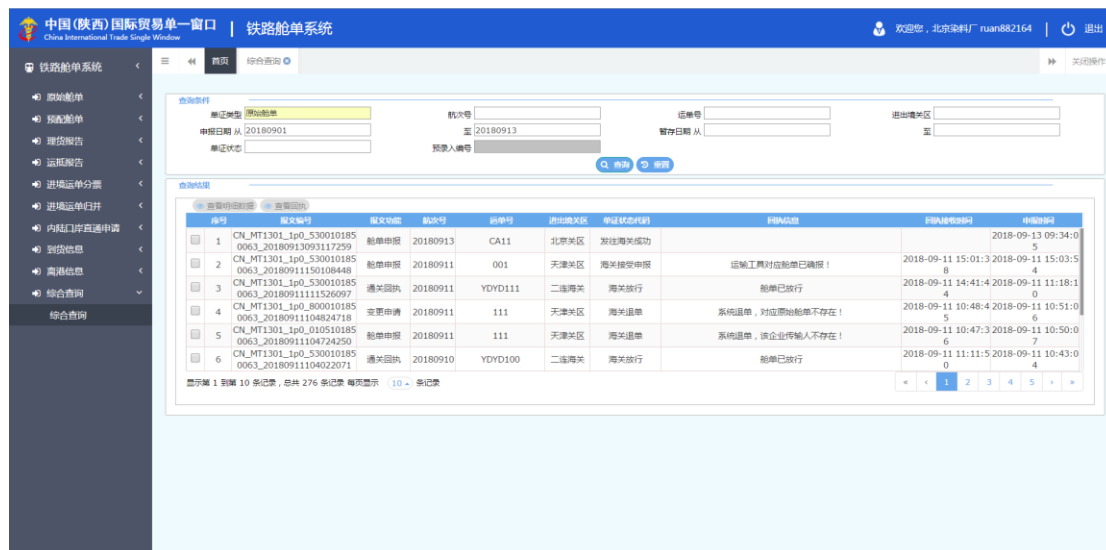 中国(陕西)国际贸易单一窗口 | 铁路舱单系统
China International Trade Single Window
欢迎您，北京染料厂 ruan882164 | 退出
铁路舱单系统
首页 综合查询 关闭操作
原始舱单
预配舱单
理货报告
运抵报告
进境运单分票
进境运单归并
内陆口岸直通申请
到货信息
离港信息
综合查询
综合查询
查询条件
单证类型 原始舱单 航次号 运单号 进出境关区
申报日期 从 20180901 至 20180913 暂存日期 从 至
单证状态 预录入编号
查询 重置
查询结果
查看明细数据 查看回执
序号 报文编号 报文功能 航次号 运单号 进出境关区 单证状态代码 回执信息 回执接收时间 申报时间
1 CN_MT1301_1p0_530010185 0063_20180913093117259 舱单申报 20180913 CA11 北京关区 发往海关成功 2018-09-13 09:34:05
2 CN_MT1301_1p0_530010185 0063_20180911150108448 舱单申报 20180911 001 天津关区 海关接受申报 运输工具对应舱单已确报！ 2018-09-11 15:01:38 2018-09-11 15:03:54
3 CN_MT1301_1p0_530010185 0063_20180911111526097 通关回执 20180911 YDYD111 二连海关 海关放行 舱单已放行 2018-09-11 14:41:44 2018-09-11 11:18:10
4 CN_MT1301_1p0_800010185 0063_20180911104824718 变更申请 20180911 111 天津关区 海关退单 系统退单，对应原始舱单不存在！ 2018-09-11 10:48:45 2018-09-11 10:51:06
5 CN_MT1301_1p0_010510185 0063_20180911104724250 舱单申报 20180911 111 天津关区 海关退单 系统退单，该企业传输人不存在！ 2018-09-11 10:47:36 2018-09-11 10:50:07
6 CN_MT1301_1p0_530010185 0063_20180911104022071 通关回执 20180910 YDYD100 二连海关 海关放行 舱单已放行 2018-09-11 11:11:50 2018-09-11 10:43:04
显示第 1 到第 10 条记录，总共 276 条记录 每页显示 10 条记录 « ‹ 1 2 3 4 5 › »